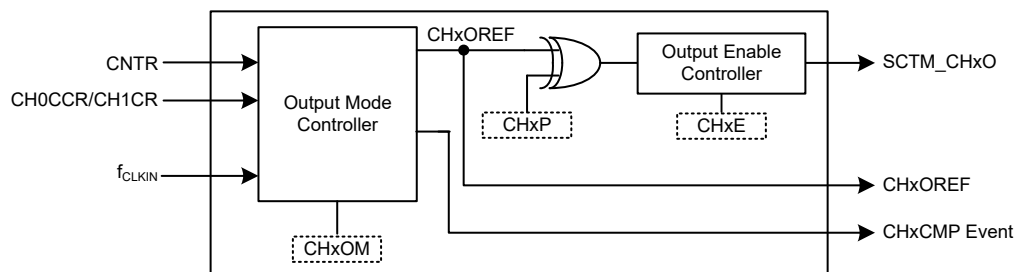 CHxOREF
CNTR
Output Enable
Controller
SCTM_CHxO
CH0CCR/CH1CR
Output Mode
Controller
CHxP
CHxE
fCLKIN
CHxOREF
CHxCMP Event
CHxOM